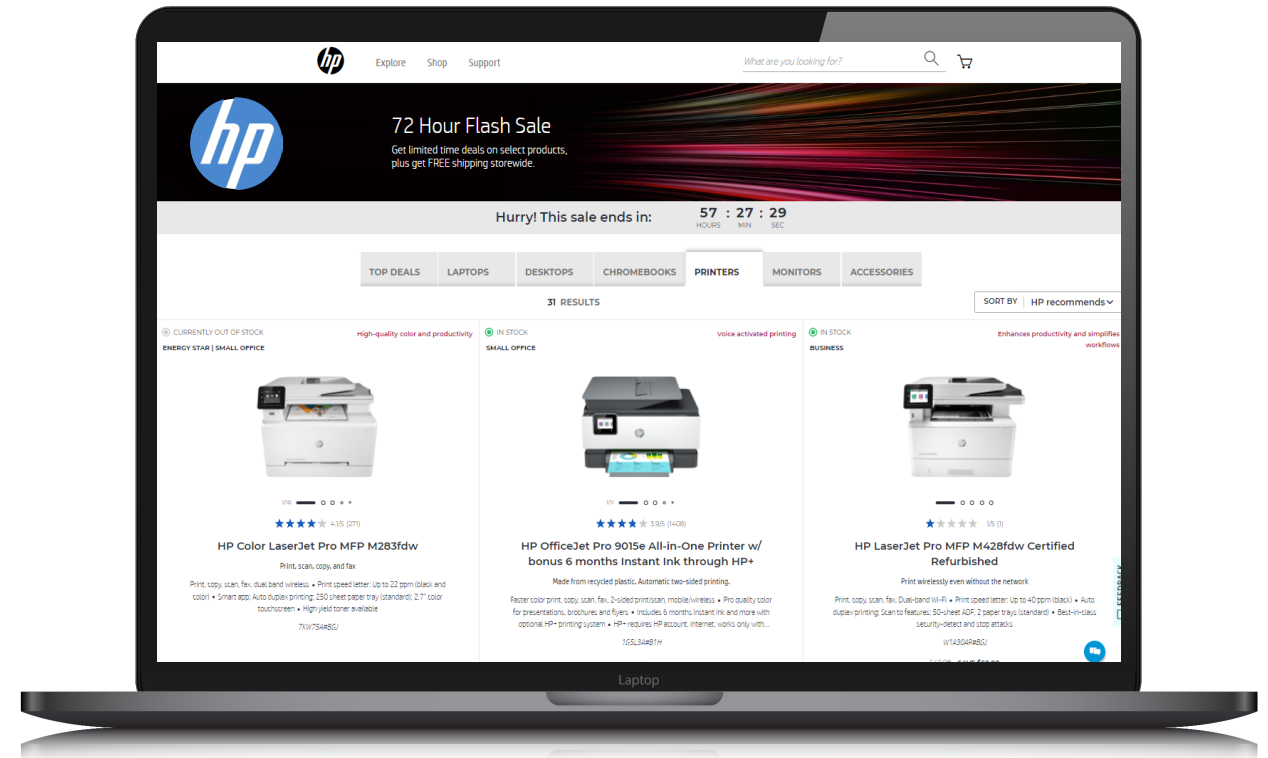 hp
Explore Shop Support
What are you looking for?
hp
72 Hour Flash Sale
Get limited time deals on select products,
plus get FREE shipping storewide.
Hurry! This sale ends in:
57 : 27 : 29
HOURS MIN SEC
TOP DEALS LAPTOPS DESKTOPS CHROMEBOOKS PRINTERS MONITORS ACCESSORIES
31 RESULTS
SORT BY HP recommends
CURRENTLY OUT OF STOCK
High-quality color and productivity
ENERGY STAR | SMALL OFFICE
1/10
4.1/5 (271)
HP Color LaserJet Pro MFP M283fdw
Print, scan, copy, and fax
Print, copy, scan, fax, dual band wireless • Print speed letter: Up to 22 ppm (black and
color) • Smart app; Auto duplex printing; 250 sheet paper tray (standard); 2.7" color
touchscreen • High yield toner available
7KW75A#BGJ
IN STOCK
Voice activated printing
SMALL OFFICE
3.9/5 (1408)
HP OfficeJet Pro 9015e All-in-One Printer w/
bonus 6 months Instant Ink through HP+
Made from recycled plastic. Automatic two-sided printing.
Faster color print, copy, scan, fax, 2-sided print/scan, mobile/wireless • Pro quality color
for presentations, brochures and flyers • Includes 6 months Instant Ink and more with
optional HP+ printing system • HP+ requires HP account, internet, works only with...
1G5L3A#B1H
IN STOCK
Enhances productivity and simplifies
workflows
BUSINESS
1/5 (1)
HP LaserJet Pro MFP M428fdw Certified
Refurbished
Print wirelessly even without the network
Print, copy, scan, fax, Dual-band Wi-Fi • Print speed letter: Up to 40 ppm (black) • Auto
duplex printing; Scan to features; 50-sheet ADF; 2 paper trays (standard) • Best-in-class
security-detect and stop attacks
W1A30AR#BGJ
FEEDBACK
Laptop